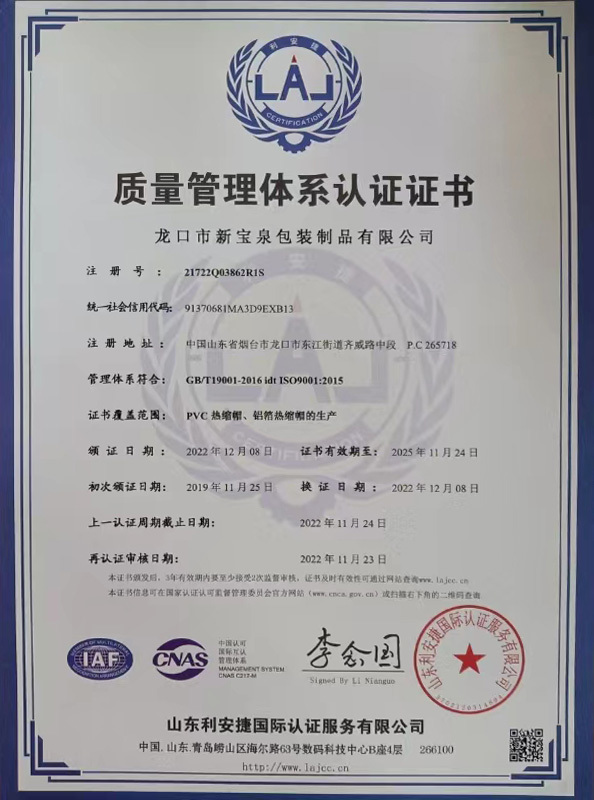 利安捷
LAJ
CERTIFICATION
质量管理体系认证证书
龙口市新宝泉包装制品有限公司
注 册 号： 21722Q03862R1S
统一社会信用代码： 91370681MA3D9EXB13
注 册 地 址： 中国山东省烟台市龙口市东江街道齐威路中段 P.C 265718
管理体系符合： GB/T19001-2016 idt ISO9001:2015
证书覆盖范围： PVC 热缩帽、铝箔热缩帽的生产
颁 证 日 期： 2022 年 12 月 08 日 证书有效期至： 2025 年 11 月 24 日
初次颁证日期： 2019 年 11 月 25 日 换 证 日 期： 2022 年 12 月 08 日
上一认证周期截止日期： 2022 年 11 月 24 日
再认证审核日期： 2022 年 11 月 23 日
本证书颁发后，3年有效期内要至少接受2次监督审核，证书及时有效性可通过网站查询www.lajcc.cn
本证书信息可在国家认证认可监督管理委员会官方网站（www.cnca.gov.cn）或扫描右下角的二维码查询
IAF
CNAS
中国认可
国际互认
管理体系
MANAGEMENT SYSTEM
CNAS C217-M
李念国
Signed By Li Nianguo
山东利安捷国际认证服务有限公司
山东利安捷国际认证服务有限公司
中国.山东.青岛崂山区海尔路63号数码科技中心B座4层 266100
http://www.lajcc.cn